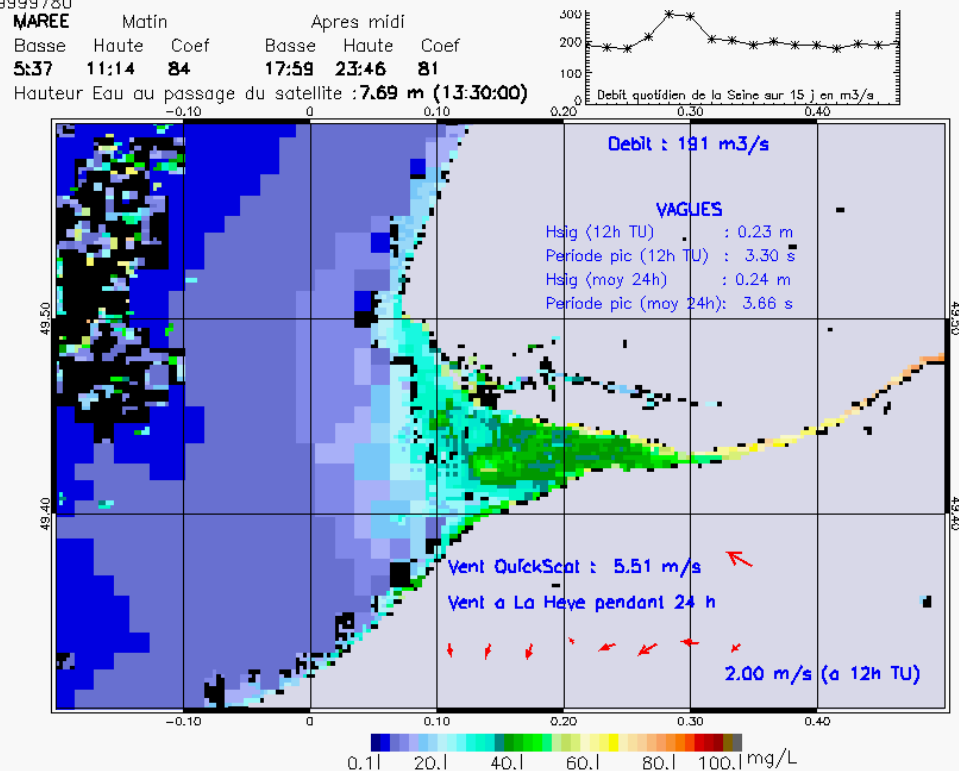 9999780
MAREE Matin Apres midi
Basse Haute Coef Basse Haute Coef
5:37 11:14 84 17:59 23:46 81
Hauteur Eau au passage du satellite :7.69 m (13:30:00)
300
200
100
0
Debit quotidien de la Seine sur 15 j en m3/s
-0.10 0 0.10 0.20 0.30 0.40
Debit : 191 m3/s
VAGUES
Hsig (12h TU) : 0.23 m
Periode pic (12h TU) : 3.30 s
Hsig (moy 24h) : 0.24 m
Periode pic (moy 24h): 3.66 s
49.50 49.50
49.40 49.40
Vent QuickScat : 5.51 m/s
Vent a La Heve pendant 24 h
2.00 m/s (a 12h TU)
-0.10 0 0.10 0.20 0.30 0.40
0.1| 20.| 40.| 60.| 80.| 100.| mg/L